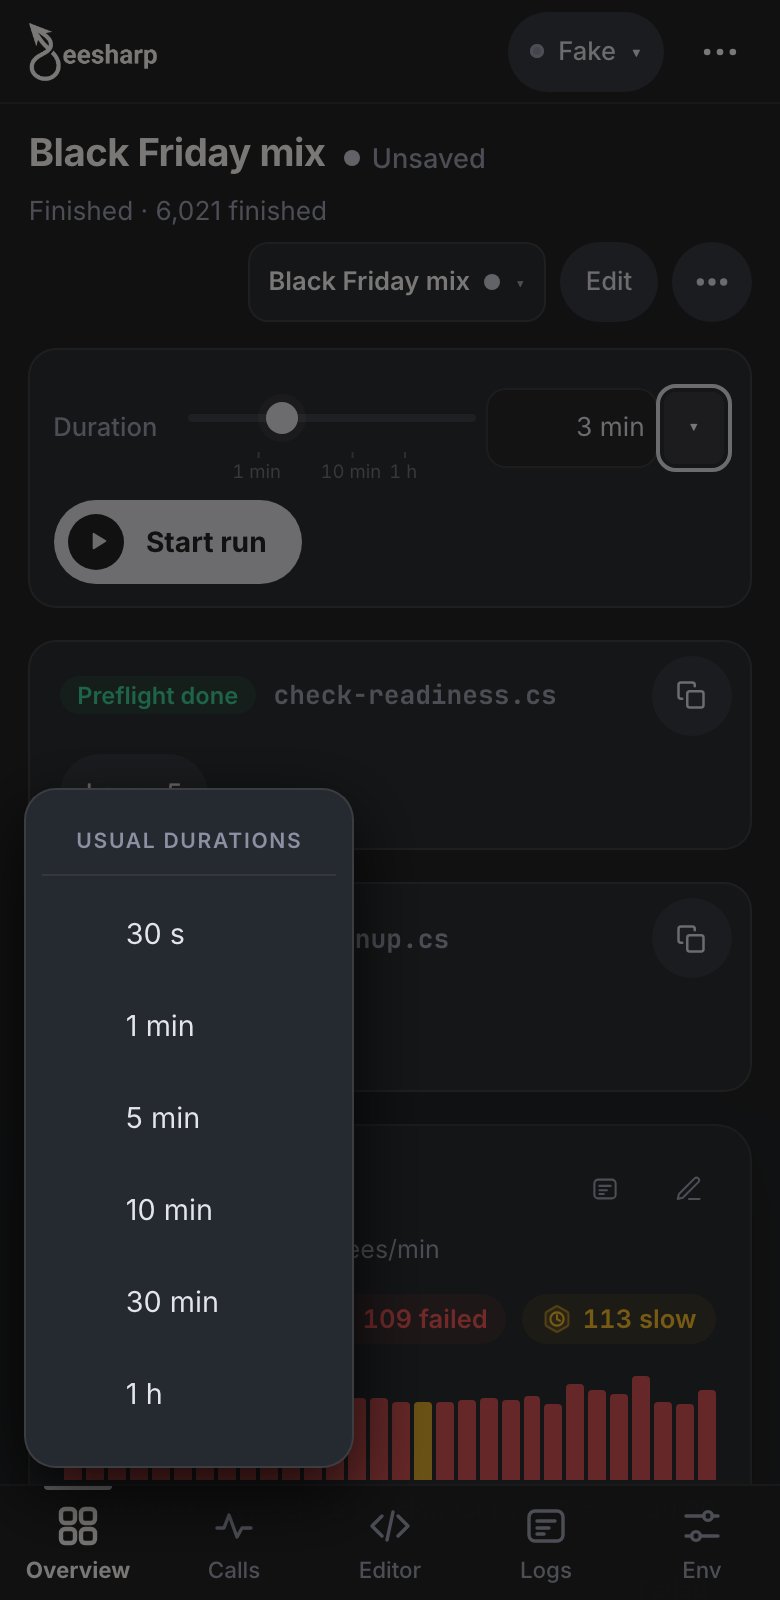 eesharp
Fake
Black Friday mix Unsaved
Finished · 6,021 finished
Black Friday mix
Edit
Duration
3 min
1 min 10 min 1 h
Start run
Preflight done check-readiness.cs
USUAL DURATIONS
30 s
nup.cs
1 min
5 min
10 min
ees/min
30 min
109 failed 113 slow
1 h
Overview Calls Editor Logs Env